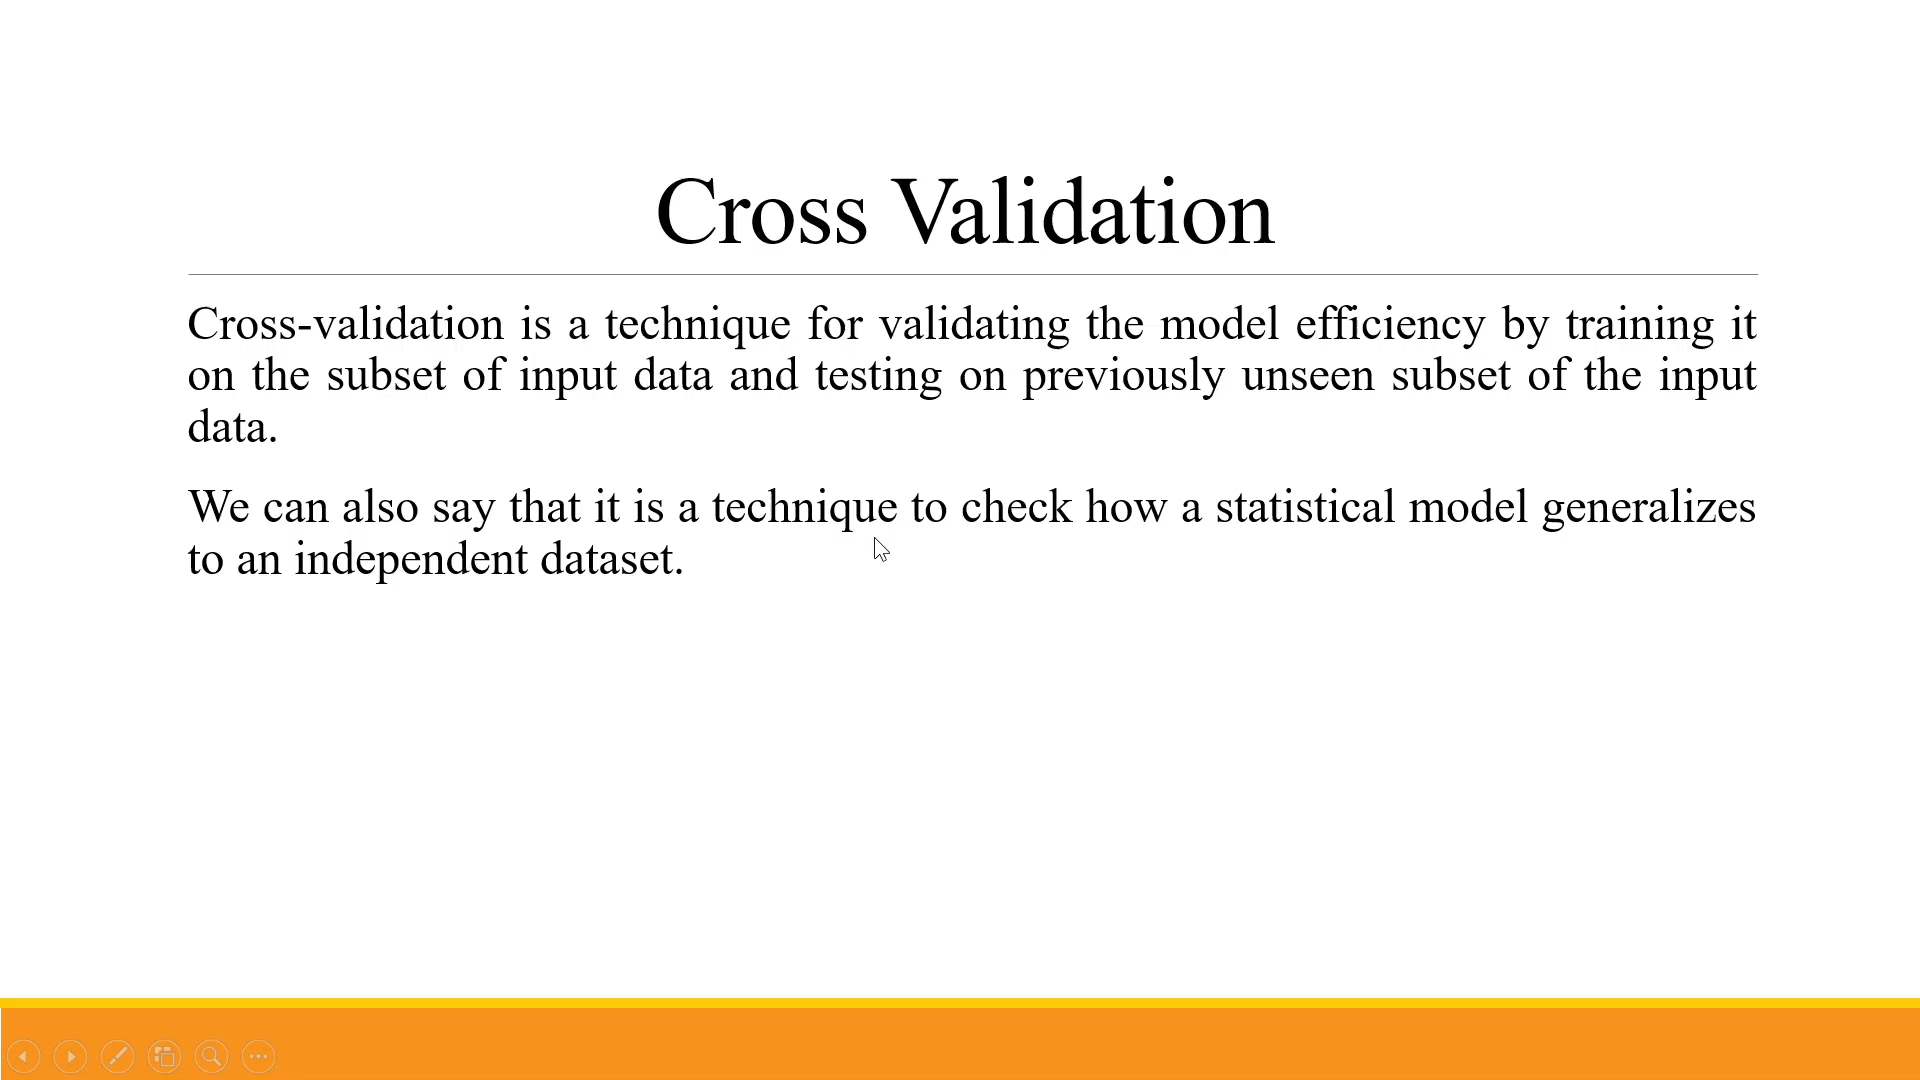 Cross Validation
Cross-validation is a technique for validating the model efficiency by training it
on the subset of input data and testing on previously unseen subset of the input
data.
We can also say that it is a technique to check how a statistical model generalizes
to an independent dataset.